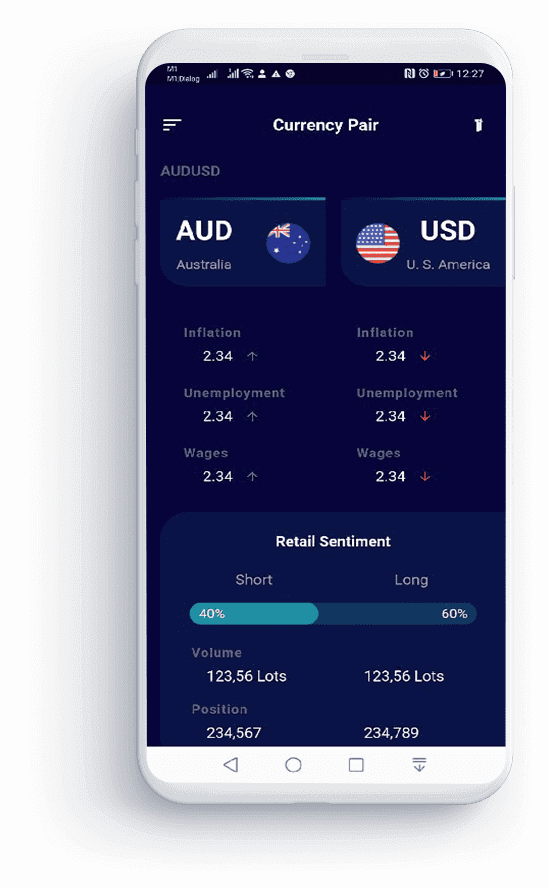 M1
M1:Dialog
12:27
Currency Pair
AUDUSD
AUD
USD
Australia
U. S. America
Inflation
Inflation
2.34
2.34
Unemployment
Unemployment
2.34
2.34
Wages
Wages
2.34
2.34
Retail Sentiment
Short
Long
40%
60%
Volume
123,56 Lots
123,56 Lots
Position
234,567
234,789